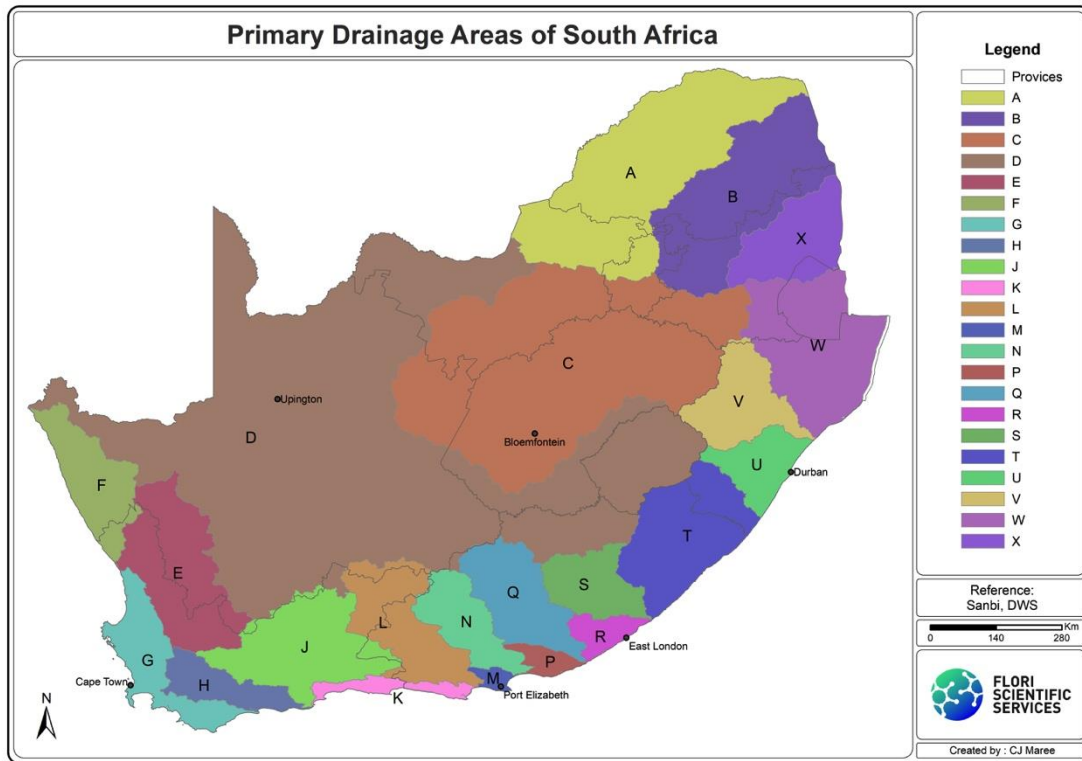 Primary Drainage Areas of South Africa
A
B
X
C
W
Upington
V
D
Bloemfontein
U
Durban
F
T
E
S
Q
L
N
J
R
East London
G
P
H
M
Cape Town
Port Elizabeth
K
N
Legend
Provices
A
B
C
D
E
F
G
H
J
K
L
M
N
P
Q
R
S
T
U
V
W
X
Reference:
Sanbi, DWS
Km
0 140 280
FLORI
SCIENTIFIC
SERVICES
Created by : CJ Maree